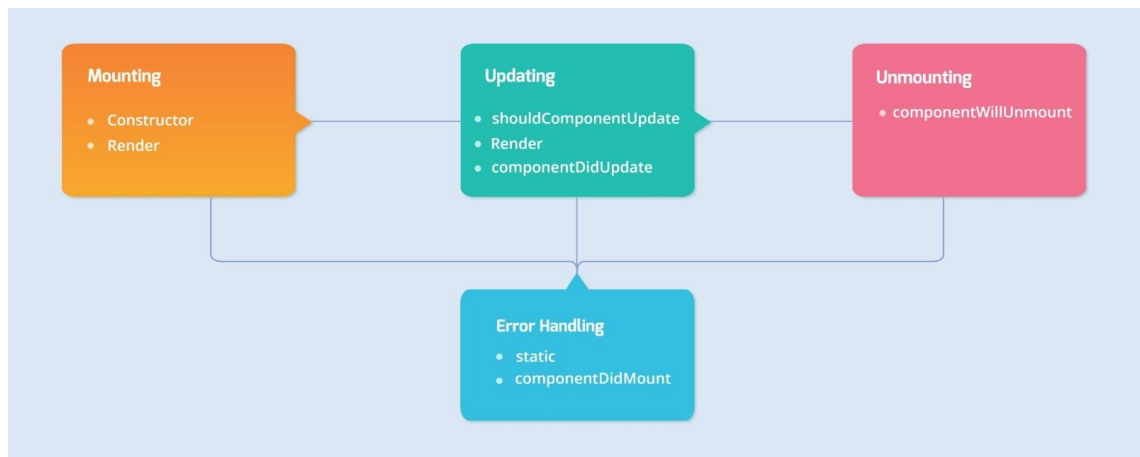 Mounting
Constructor
Render
Updating
shouldComponentUpdate
Render
componentDidUpdate
Unmounting
componentWillUnmount
Error Handling
static
componentDidMount